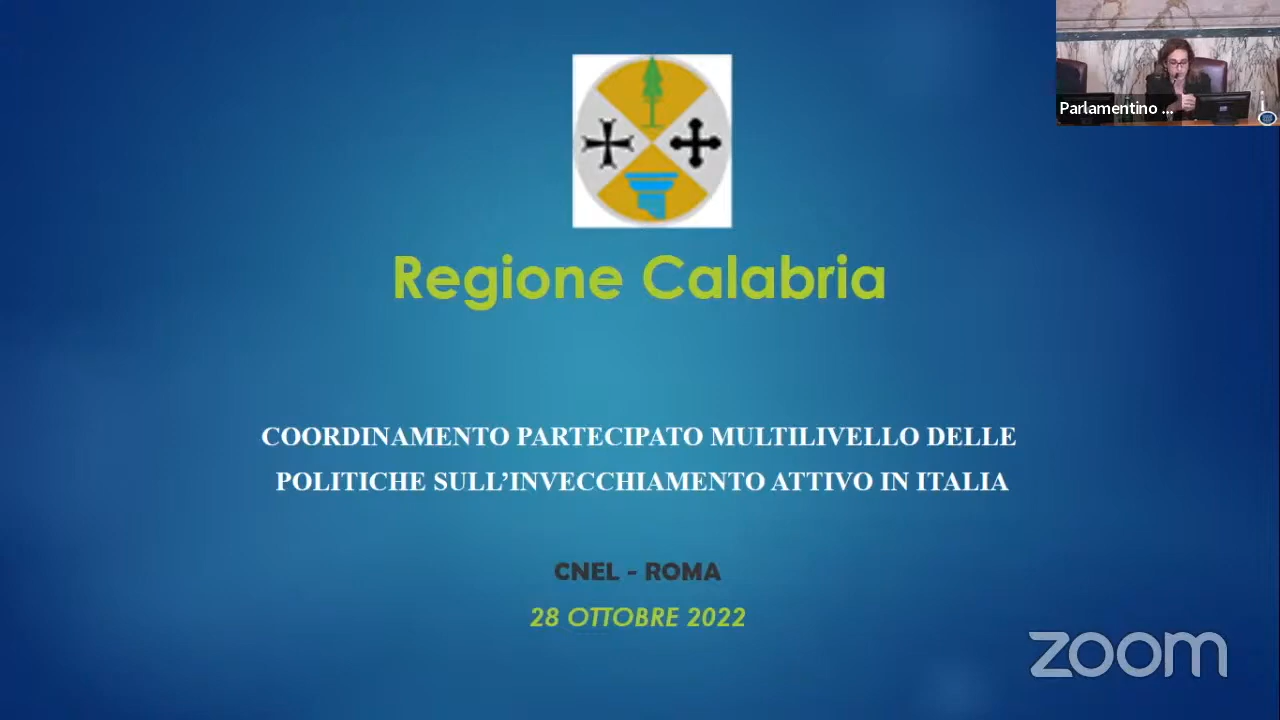 Parlamentino ...
Regione Calabria
COORDINAMENTO PARTECIPATO MULTILIVELLO DELLE
POLITICHE SULL’INVECCHIAMENTO ATTIVO IN ITALIA
CNEL - ROMA
28 OTTOBRE 2022
zoom